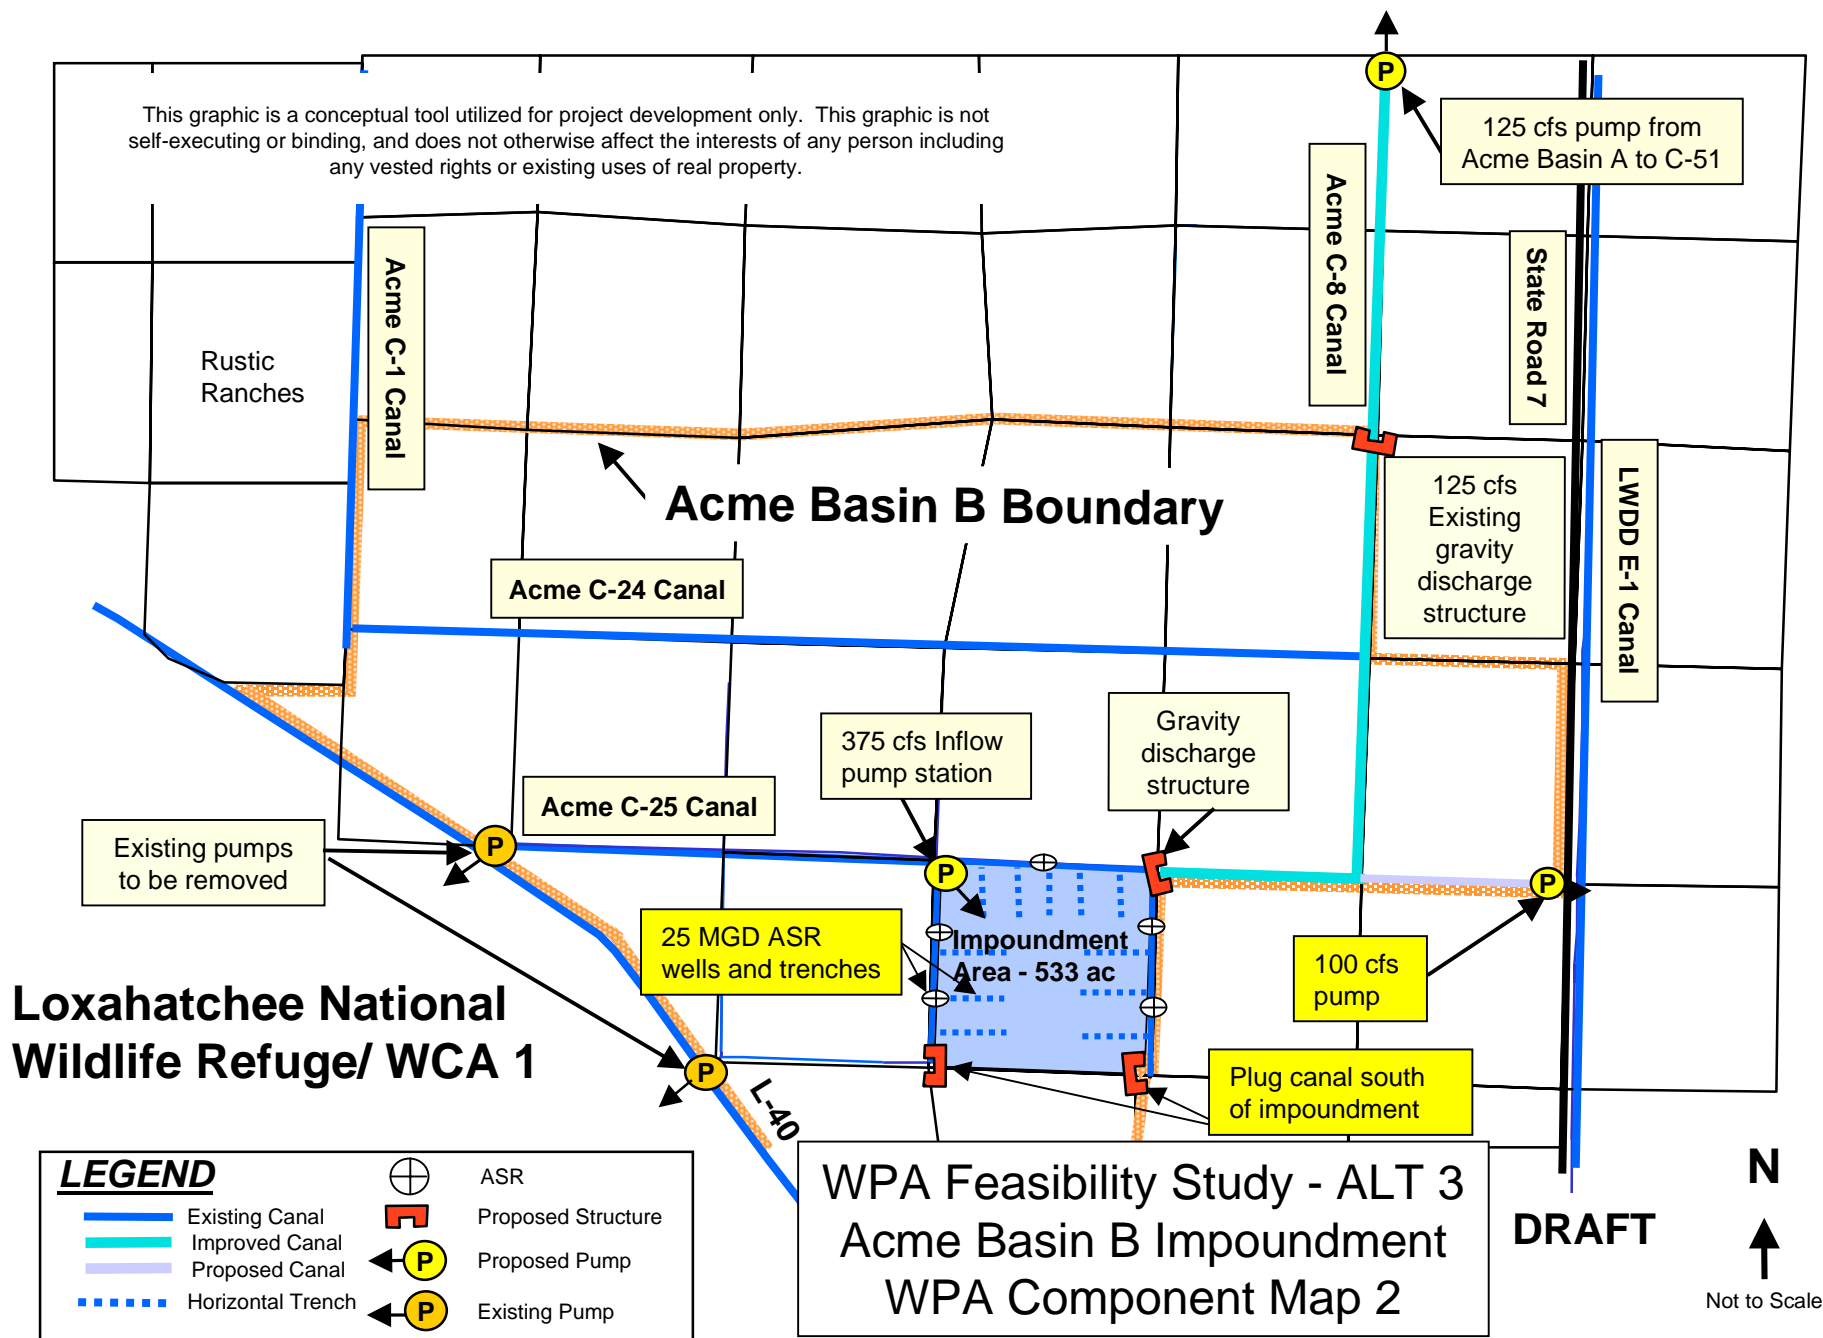 This graphic is a conceptual tool utilized for project development only. This graphic is not
self-executing or binding, and does not otherwise affect the interests of any person including
any vested rights or existing uses of real property.
P
125 cfs pump from
Acme Basin A to C-51
Acme C-1 Canal
Acme C-8 Canal
State Road 7
Rustic
Ranches
Acme Basin B Boundary
125 cfs
Existing
gravity
discharge
structure
LWDD E-1 Canal
Acme C-24 Canal
375 cfs Inflow
pump station
Gravity
discharge
structure
Acme C-25 Canal
Existing pumps
to be removed
P
P
P
25 MGD ASR
wells and trenches
Impoundment
Area - 533 ac
100 cfs
pump
Loxahatchee National
Wildlife Refuge/ WCA 1
P
L-40
Plug canal south
of impoundment
LEGEND
Existing Canal
Improved Canal
Proposed Canal
Horizontal Trench
ASR
Proposed Structure
P
Proposed Pump
P
Existing Pump
WPA Feasibility Study - ALT 3
Acme Basin B Impoundment
WPA Component Map 2
DRAFT
N
Not to Scale